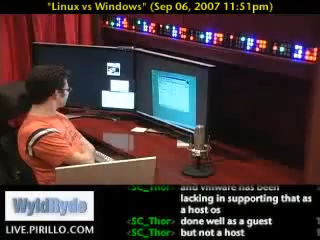 "Linux vs Windows" (Sep 06, 2007 11:51pm)
WyldRyde
LIVE.PIRILLO.COM
<SC_Thor> and vmware has been
lacking in supporting that as
a host os
<SC_Thor> done well as a guest
<SC_Thor> but not a host